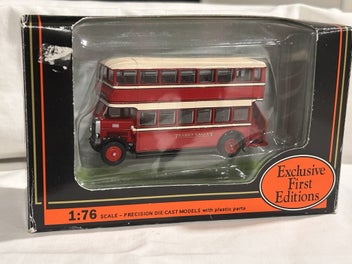 Exclusive
First
Editions
1:76 SCALE - PRECISION DIE CAST MODELS with plastic parts